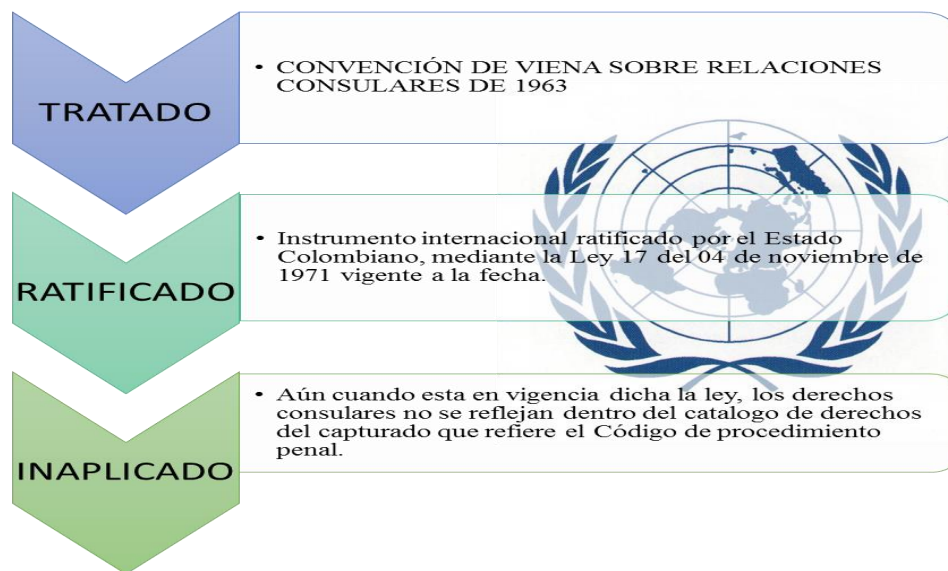 TRATADO
• CONVENCIÓN DE VIENA SOBRE RELACIONES
CONSULARES DE 1963
RATIFICADO
• Instrumento internacional ratificado por el Estado
Colombiano, mediante la Ley 17 del 04 de noviembre de
1971 vigente a la fecha.
INAPLICADO
• Aún cuando esta en vigencia dicha la ley, los derechos
consulares no se reflejan dentro del catalogo de derechos
del capturado que refiere el Código de procedimiento
penal.